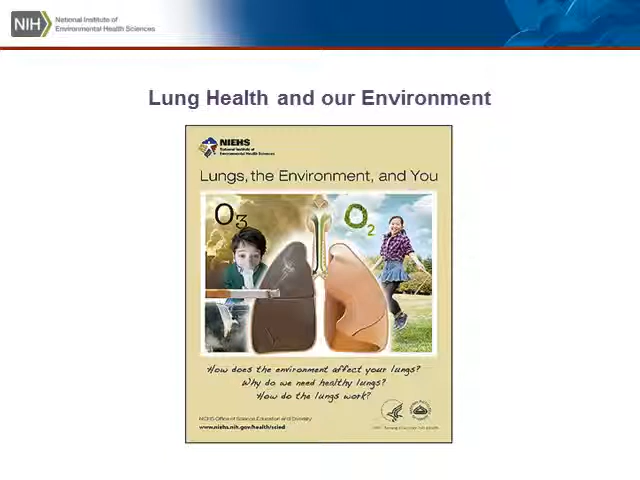 NIH
National Institute of
Environmental Health Sciences
Lung Health and our Environment
NIEHS
National Institute of
Environmental Health Sciences
Lungs, the Environment, and You
O3
O2
How does the environment affect your lungs?
Why do we need healthy lungs?
How do the lungs work?
NIEHS Office of Science Education and Diversity
www.niehs.nih.gov/health/scied